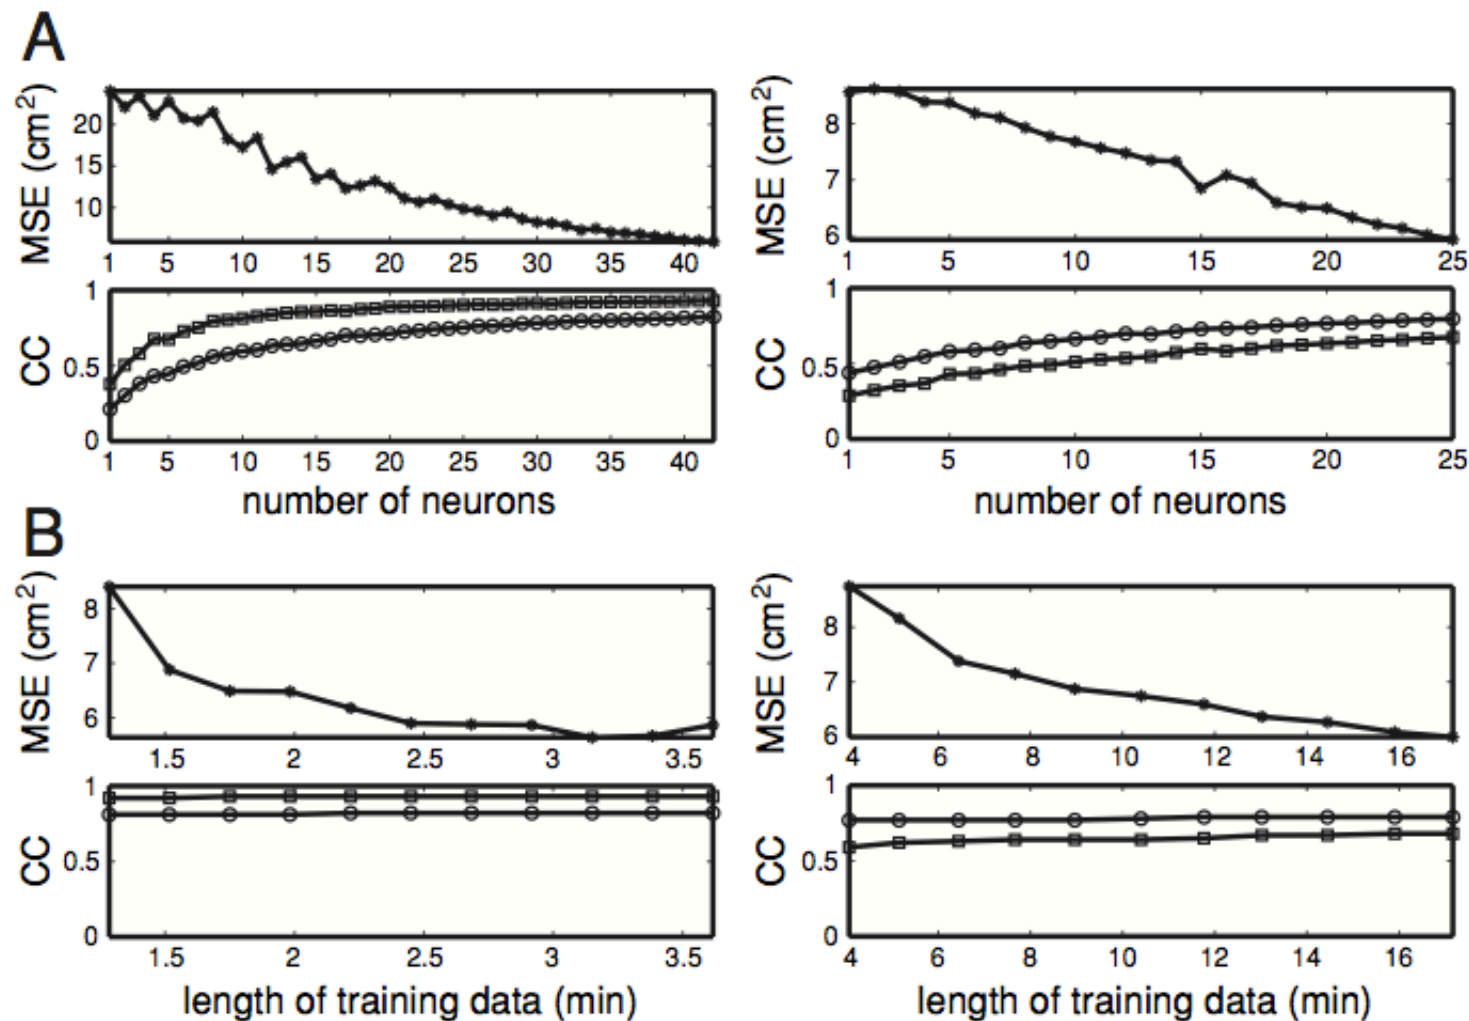 A
MSE (cm²)
20
15
10
1 5 10 15 20 25 30 35 40
CC
1
0.5
0
1 5 10 15 20 25 30 35 40
number of neurons
MSE (cm²)
8
7
6
1 5 10 15 20 25
CC
1
0.5
0
1 5 10 15 20 25
number of neurons
B
MSE (cm²)
8
7
6
1.5 2 2.5 3 3.5
CC
1
0.5
0
1.5 2 2.5 3 3.5
length of training data (min)
MSE (cm²)
8
7
6
4 6 8 10 12 14 16
CC
1
0.5
0
4 6 8 10 12 14 16
length of training data (min)